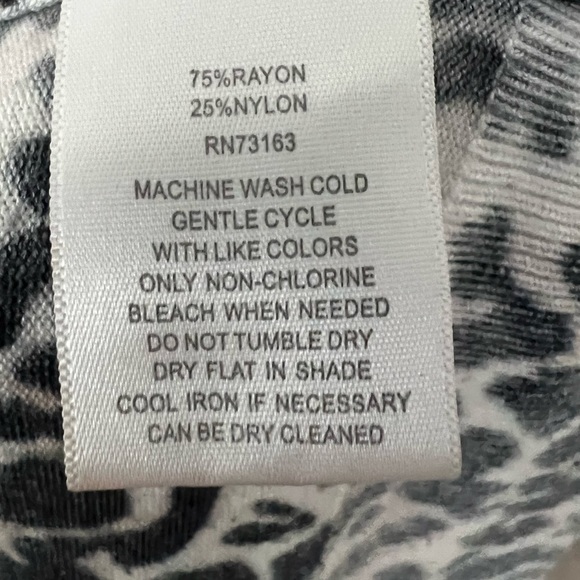 75%RAYON
25%NYLON
RN73163
MACHINE WASH COLD
GENTLE CYCLE
WITH LIKE COLORS
ONLY NON-CHLORINE
BLEACH WHEN NEEDED
DO NOT TUMBLE DRY
DRY FLAT IN SHADE
COOL IRON IF NECESSARY
CAN BE DRY CLEANED